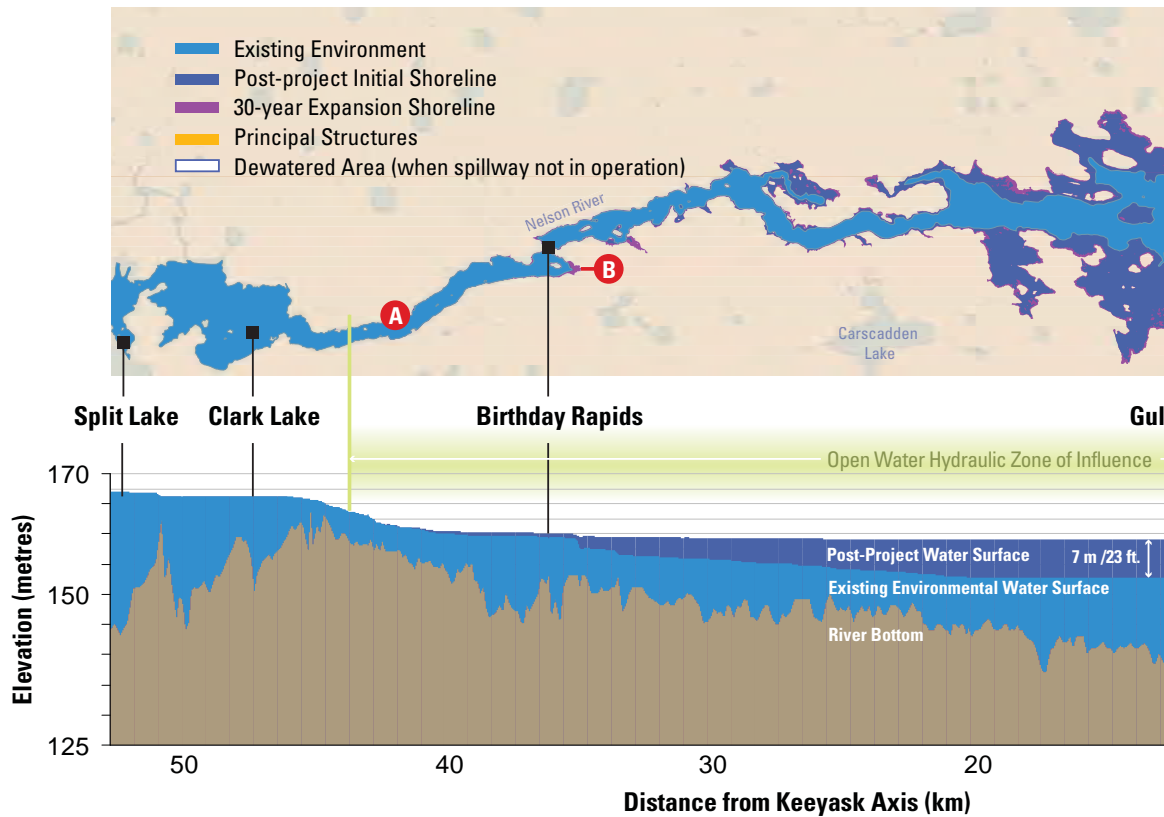 Existing Environment
Post-project Initial Shoreline
30-year Expansion Shoreline
Principal Structures
Dewatered Area (when spillway not in operation)
Nelson River
B
A
Carscadden
Lake
Split Lake
Clark Lake
Birthday Rapids
Gul
Open Water Hydraulic Zone of Influence
170
150
125
Elevation (metres)
Post-Project Water Surface
7 m /23 ft.
Existing Environmental Water Surface
River Bottom
50
40
30
20
Distance from Keeyask Axis (km)